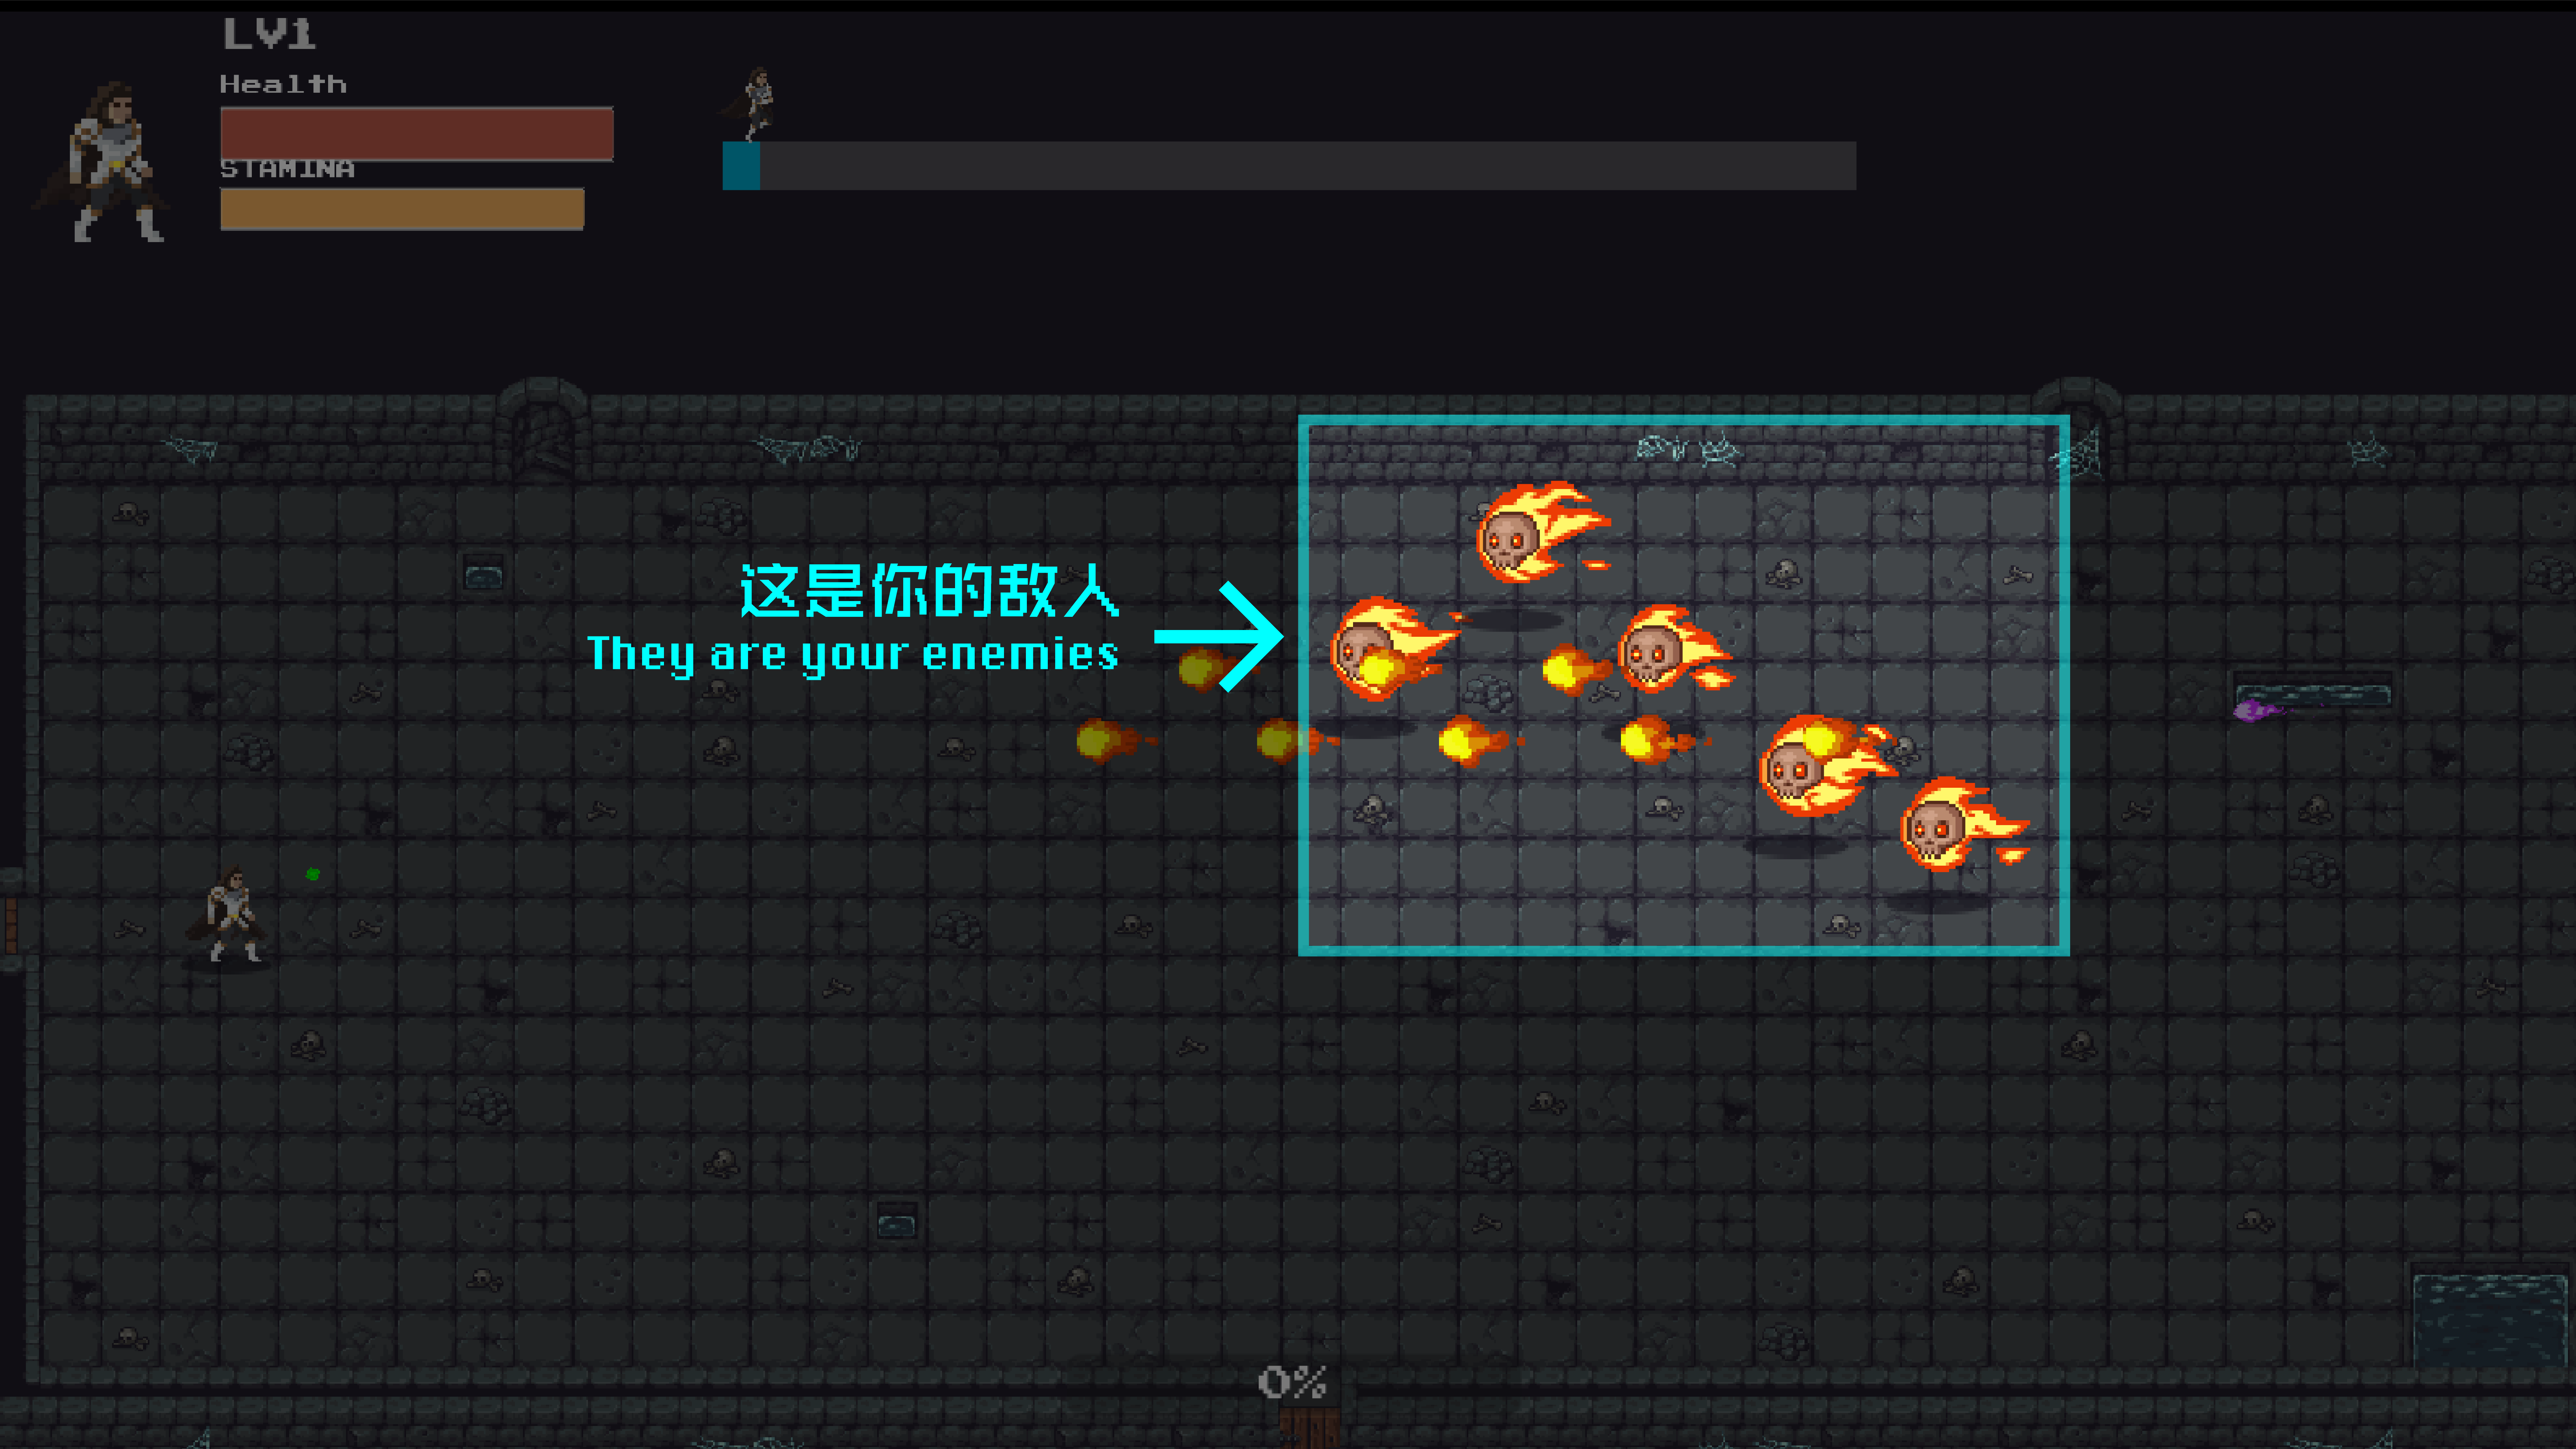 LV1
Health
STAMINA
这是你的敌人
They are your enemies
0%